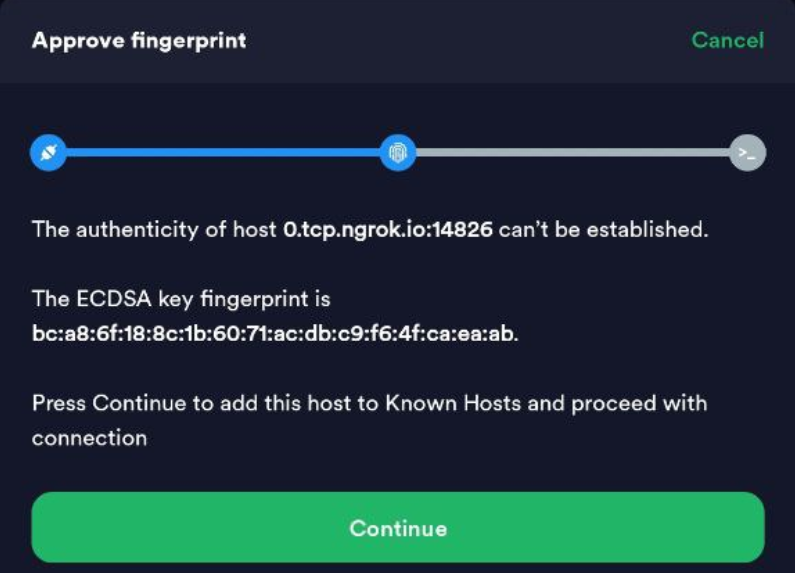 Approve fingerprint
Cancel
>_
The authenticity of host 0.tcp.ngrok.io:14826 can't be established.
The ECDSA key fingerprint is
bc:a8:6f:18:8c:1b:60:71:ac:db:c9:f6:4f:ca:ea:ab.
Press Continue to add this host to Known Hosts and proceed with
connection
Continue